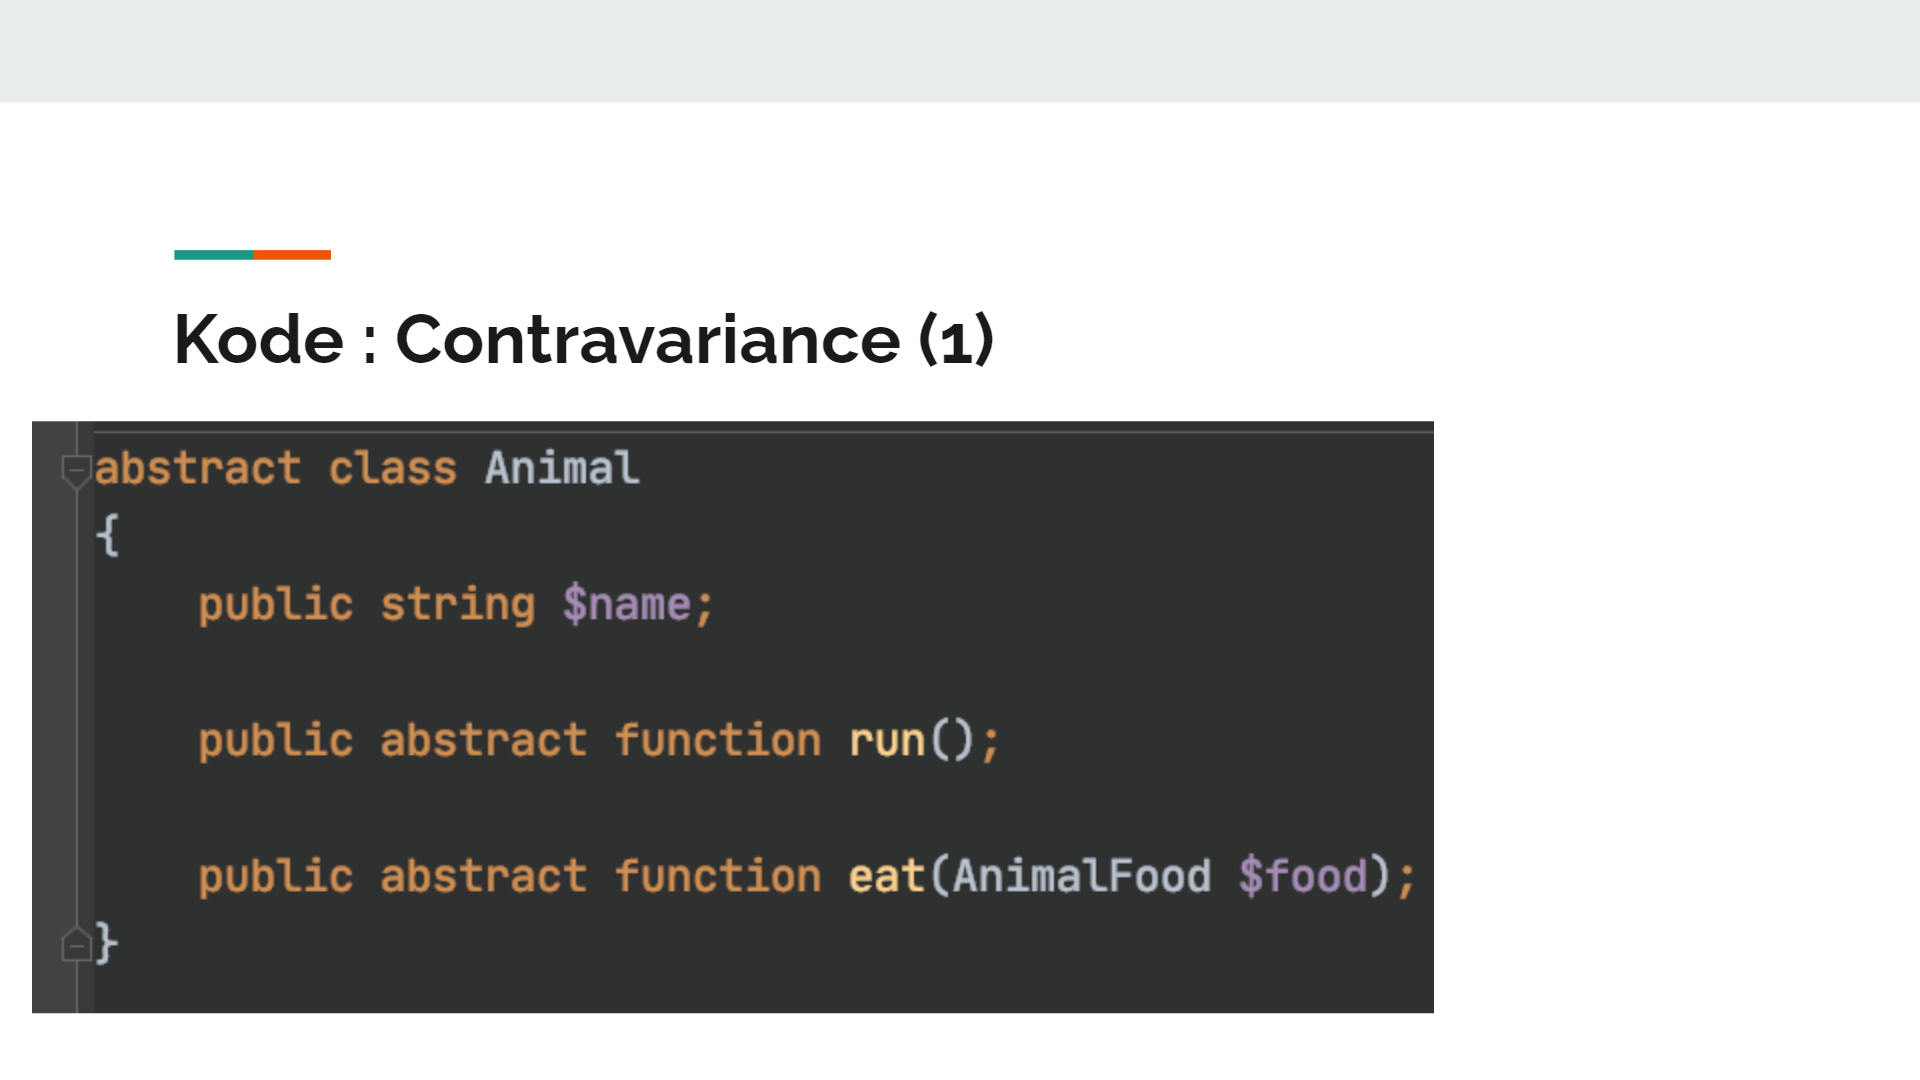 Kode : Contravariance (1)
abstract class Animal
{
    public string $name;
    public abstract function run();
    public abstract function eat(AnimalFood $food);
}